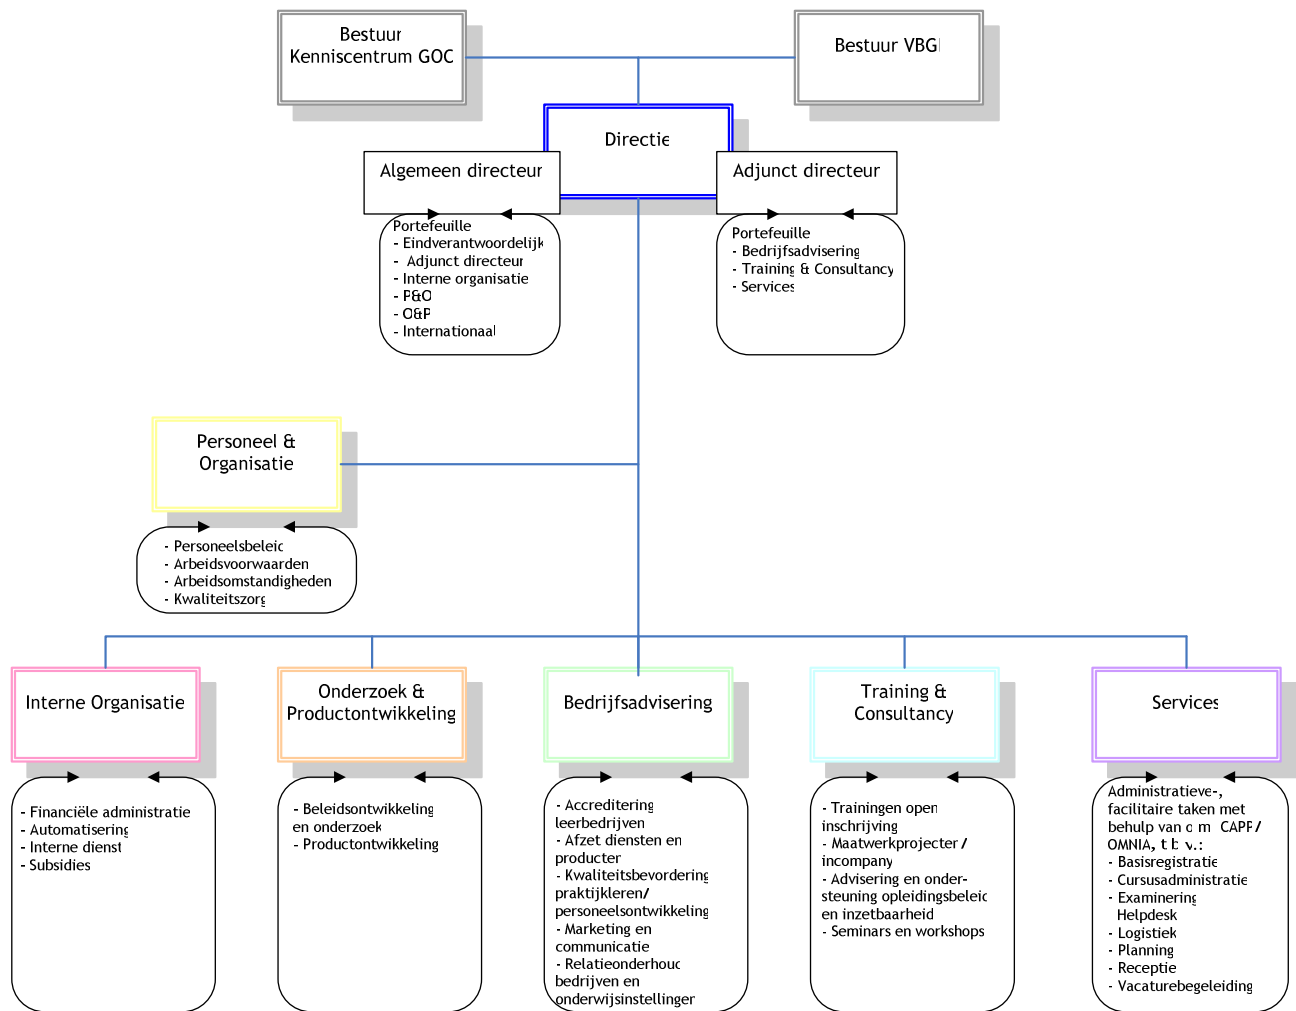 Bestuur
Kenniscentrum GOC
Bestuur VBGI
Directie
Algemeen directeur
Adjunct directeur
Portefeuille
- Eindverantwoordelijk
- Adjunct directeur
- Interne organisatie
- P&O
- O&P
- Internationaal
Portefeuille
- Bedrijfsadvisering
- Training & Consultancy
- Services
Personeel &
Organisatie
- Personeelsbeleid
- Arbeidsvoorwaarden
- Arbeidsomstandigheden
- Kwaliteitszorg
Interne Organisatie
Onderzoek &
Productontwikkeling
Bedrijfsadvisering
Training &
Consultancy
Services
- Financiële administratie
- Automatisering
- Interne dienst
- Subsidies
- Beleidsontwikkeling
en onderzoek
- Productontwikkeling
- Accreditering
leerbedrijven
- Afzet diensten en
producten
- Kwaliteitsbevordering
praktijkleren/
personeelsontwikkeling
- Marketing en
communicatie
- Relatieonderhoud
bedrijven en
onderwijsinstellingen
- Trainingen open
inschrijving
- Maatwerkprojecten/
incompany
- Advisering en onder-
steuning opleidingsbeleid
en inzetbaarheid
- Seminars en workshops
Administratieve-,
facilitaire taken met
behulp van o.m. CAPP/
OMNIA, t.b.v.:
- Basisregistratie
- Cursusadministratie
- Examinering
Helpdesk
- Logistiek
- Planning
- Receptie
- Vacaturebegeleiding